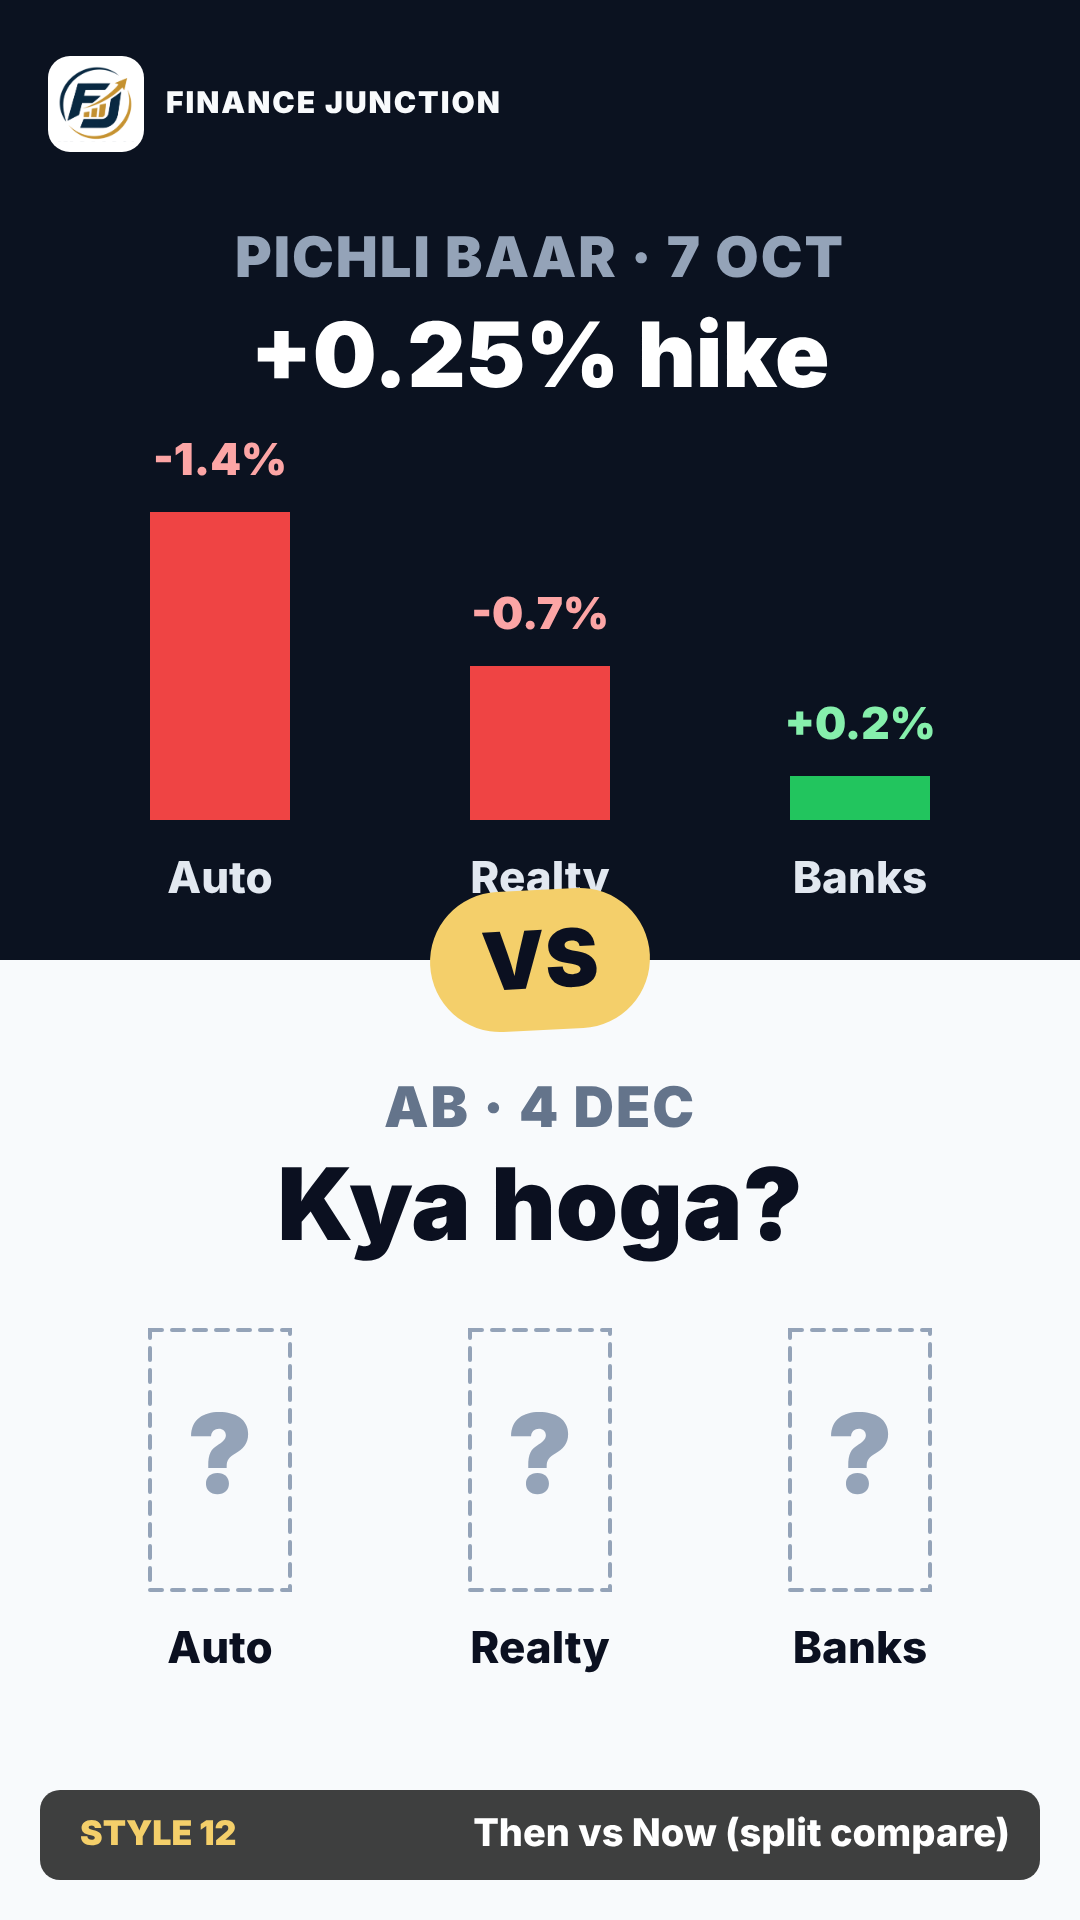 FJ
FINANCE JUNCTION
PICHLI BAAR · 7 OCT
+0.25% hike
-1.4%
-0.7%
+0.2%
Auto
Realty
Banks
VS
AB · 4 DEC
Kya hoga?
? ? ?
Auto
Realty
Banks
STYLE 12
Then vs Now (split compare)